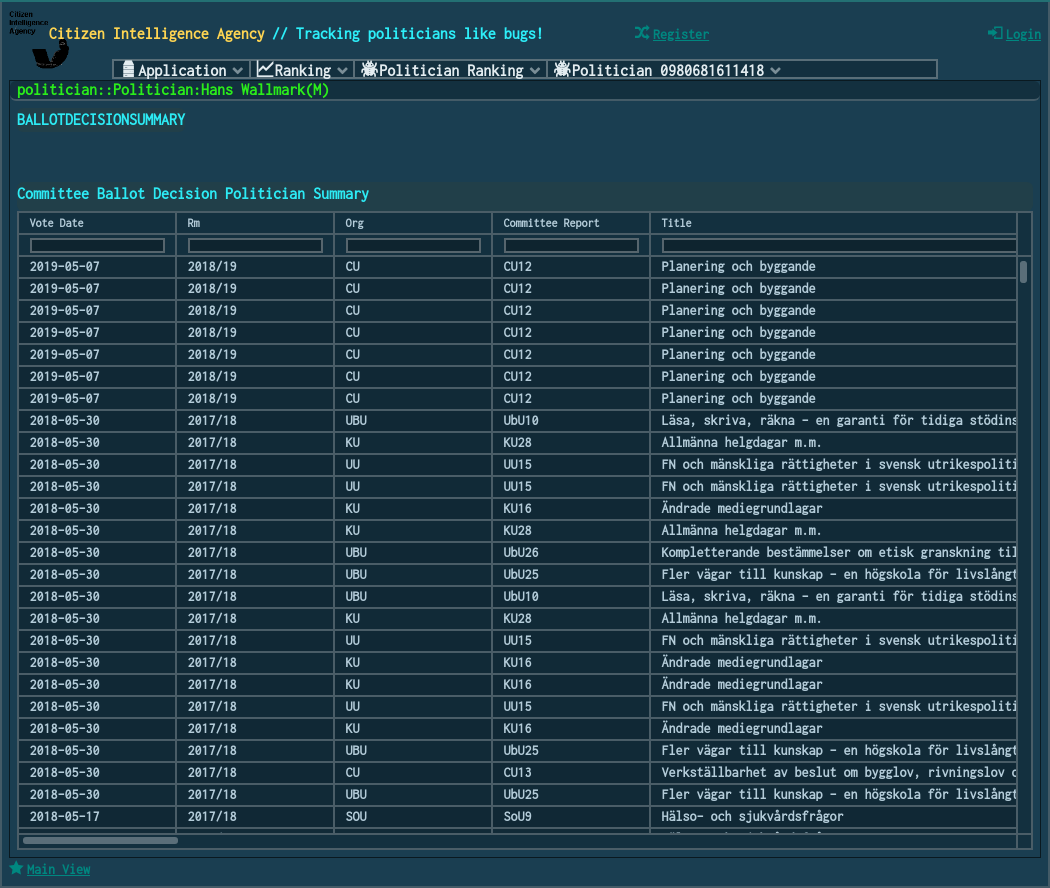 Citizen
Intelligence
Agency
Citizen Intelligence Agency // Tracking politicians like bugs!
Register
Login
Application Ranking Politician Ranking Politician 0980681611418
politician::Politician:Hans Wallmark(M)
BALLOTDECISIONSUMMARY
Committee Ballot Decision Politician Summary
Vote Date Rm Org Committee Report Title
2019-05-07 2018/19 CU CU12 Planering och byggande
2019-05-07 2018/19 CU CU12 Planering och byggande
2019-05-07 2018/19 CU CU12 Planering och byggande
2019-05-07 2018/19 CU CU12 Planering och byggande
2019-05-07 2018/19 CU CU12 Planering och byggande
2019-05-07 2018/19 CU CU12 Planering och byggande
2019-05-07 2018/19 CU CU12 Planering och byggande
2018-05-30 2017/18 UBU UbU10 Läsa, skriva, räkna – en garanti för tidiga stödins
2018-05-30 2017/18 KU KU28 Allmänna helgdagar m.m.
2018-05-30 2017/18 UU UU15 FN och mänskliga rättigheter i svensk utrikespoliti
2018-05-30 2017/18 UU UU15 FN och mänskliga rättigheter i svensk utrikespoliti
2018-05-30 2017/18 KU KU16 Ändrade mediegrundlagar
2018-05-30 2017/18 KU KU28 Allmänna helgdagar m.m.
2018-05-30 2017/18 UBU UbU26 Kompletterande bestämmelser om etisk granskning til
2018-05-30 2017/18 UBU UbU25 Fler vägar till kunskap – en högskola för livslångt
2018-05-30 2017/18 UBU UbU10 Läsa, skriva, räkna – en garanti för tidiga stödins
2018-05-30 2017/18 KU KU28 Allmänna helgdagar m.m.
2018-05-30 2017/18 UU UU15 FN och mänskliga rättigheter i svensk utrikespoliti
2018-05-30 2017/18 KU KU16 Ändrade mediegrundlagar
2018-05-30 2017/18 KU KU16 Ändrade mediegrundlagar
2018-05-30 2017/18 UU UU15 FN och mänskliga rättigheter i svensk utrikespoliti
2018-05-30 2017/18 KU KU16 Ändrade mediegrundlagar
2018-05-30 2017/18 UBU UbU25 Fler vägar till kunskap – en högskola för livslångt
2018-05-30 2017/18 CU CU13 Verkställbarhet av beslut om bygglov, rivningslov
2018-05-30 2017/18 UBU UbU25 Fler vägar till kunskap – en högskola för livslångt
2018-05-17 2017/18 SOU SoU9 Hälso- och sjukvårdsfrågor
Main View